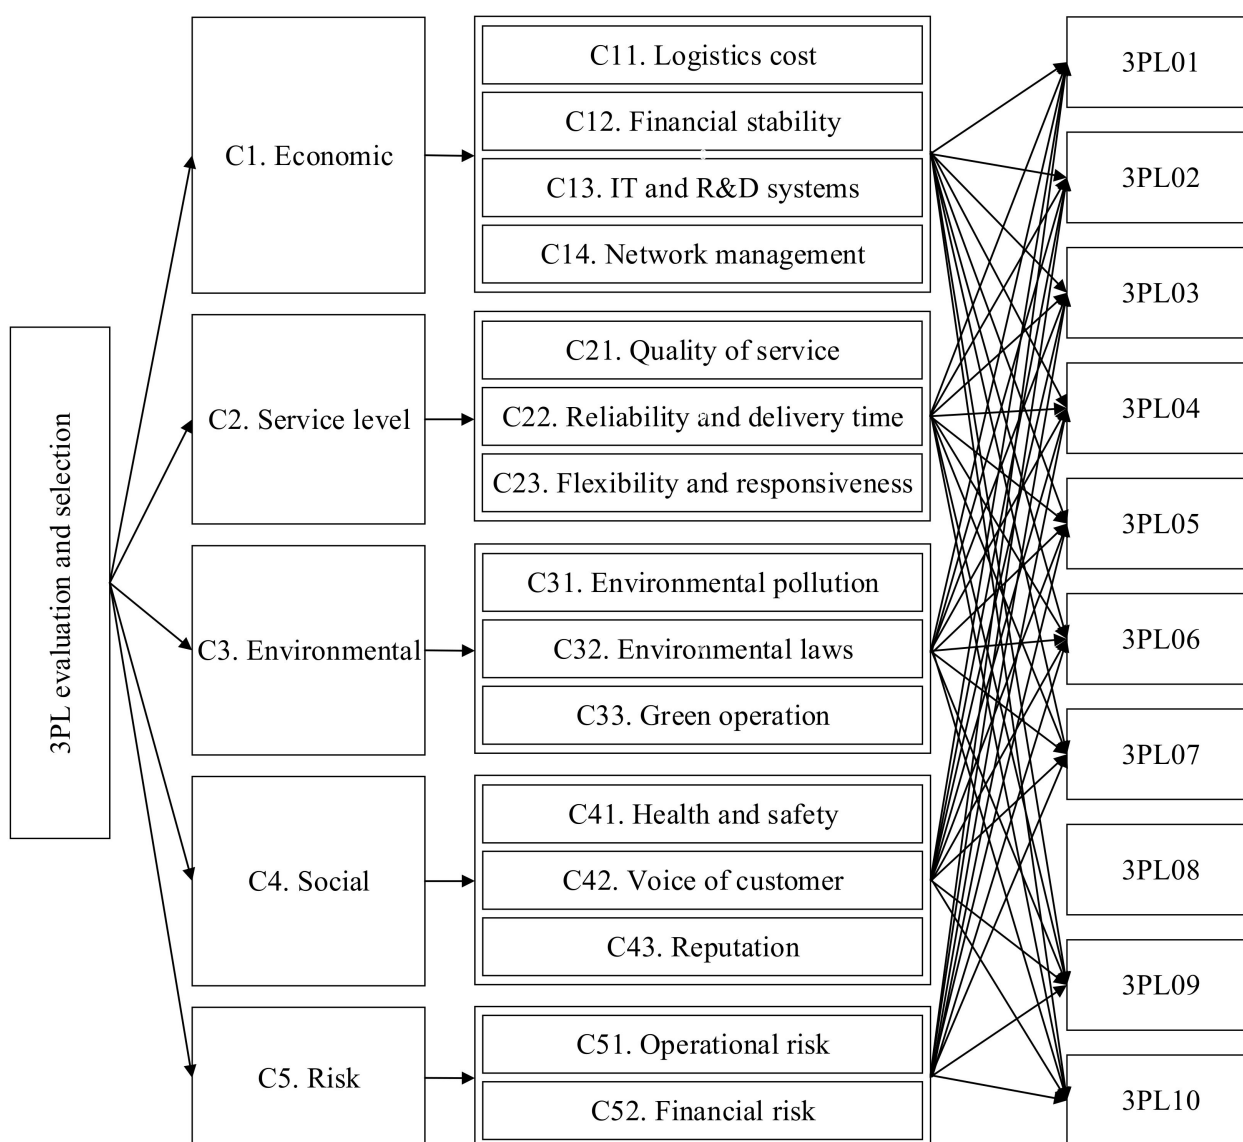 3PL evaluation and selection
C1. Economic
C2. Service level
C3. Environmental
C4. Social
C5. Risk
C11. Logistics cost
C12. Financial stability
C13. IT and R&D systems
C14. Network management
C21. Quality of service
C22. Reliability and delivery time
C23. Flexibility and responsiveness
C31. Environmental pollution
C32. Environmental laws
C33. Green operation
C41. Health and safety
C42. Voice of customer
C43. Reputation
C51. Operational risk
C52. Financial risk
3PL01
3PL02
3PL03
3PL04
3PL05
3PL06
3PL07
3PL08
3PL09
3PL10